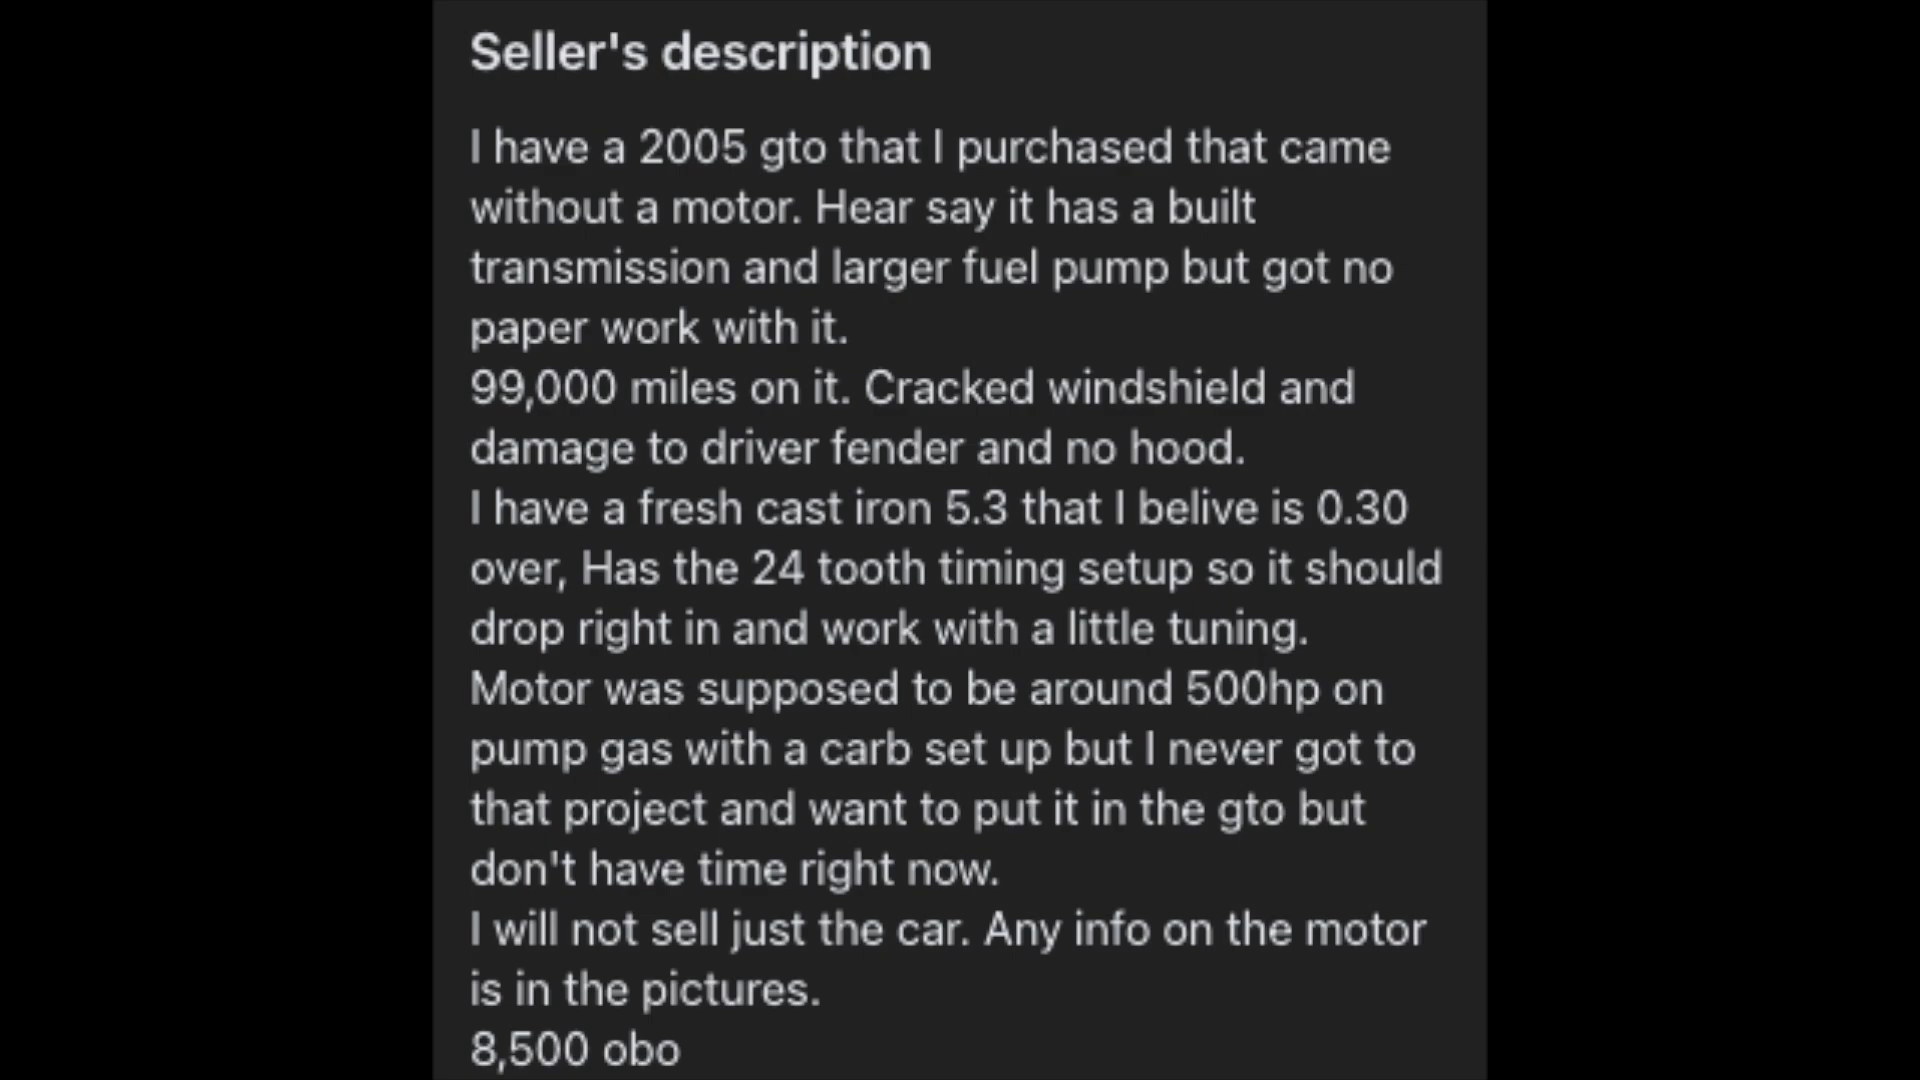 Seller's description
I have a 2005 gto that I purchased that came
without a motor. Hear say it has a built
transmission and larger fuel pump but got no
paper work with it.
99,000 miles on it. Cracked windshield and
damage to driver fender and no hood.
I have a fresh cast iron 5.3 that I belive is 0.30
over, Has the 24 tooth timing setup so it should
drop right in and work with a little tuning.
Motor was supposed to be around 500hp on
pump gas with a carb set up but I never got to
that project and want to put it in the gto but
don't have time right now.
I will not sell just the car. Any info on the motor
is in the pictures.
8,500 obo